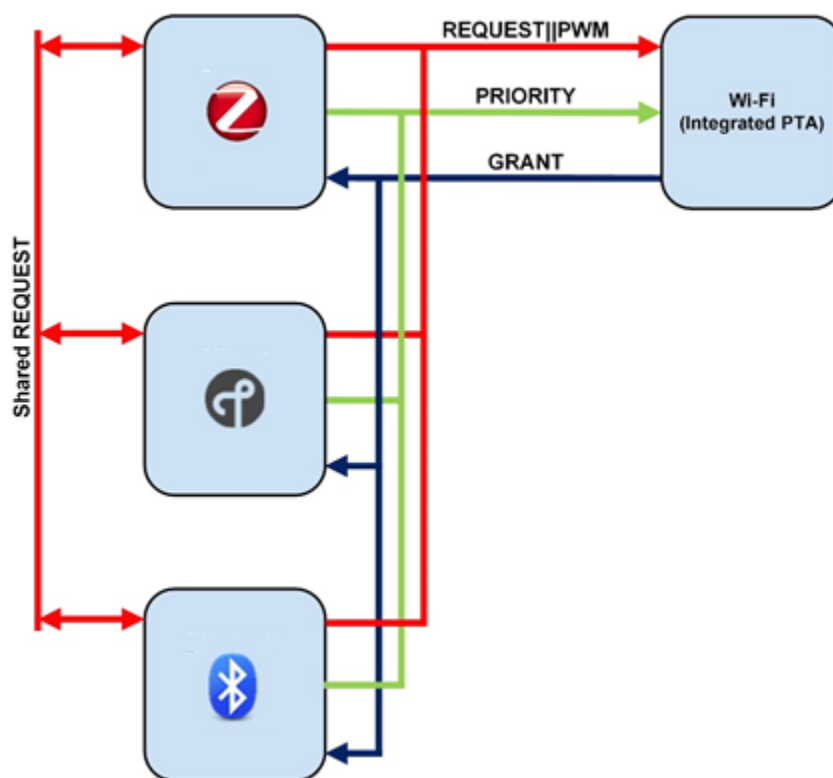 REQUEST||PWM
PRIORITY
GRANT
Wi-Fi
(Integrated PTA)
Shared REQUEST